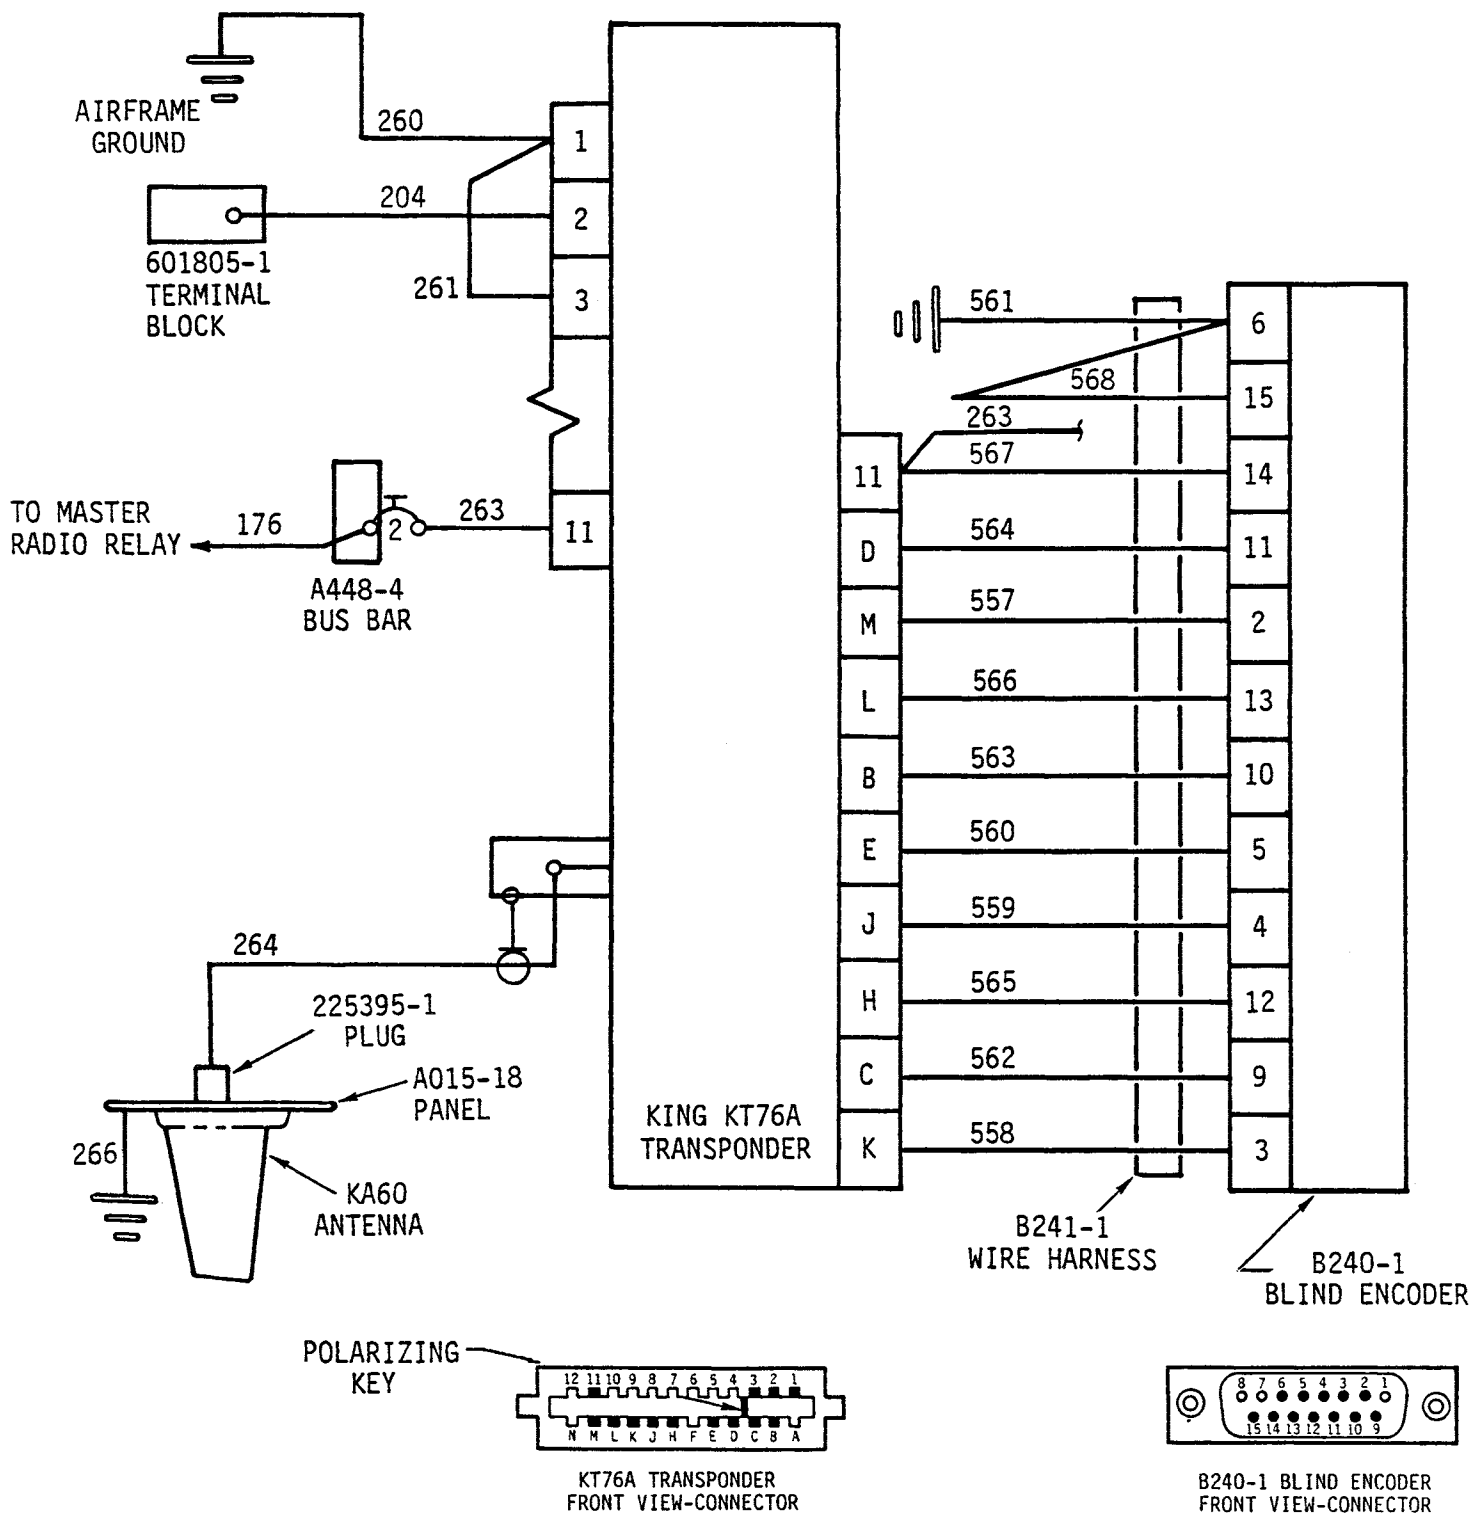 AIRFRAME
GROUND
260
1
204
2
601805-1
TERMINAL
BLOCK
261
3
TO MASTER
RADIO RELAY
176
2
263
11
A448-4
BUS BAR
264
225395-1
PLUG
A015-18
PANEL
266
KA60
ANTENNA
KING KT76A
TRANSPONDER
561
6
568
15
263
11
567
14
D
564
11
M
557
2
L
566
13
B
563
10
E
560
5
J
559
4
H
565
12
C
562
9
K
558
3
B241-1
WIRE HARNESS
B240-1
BLIND ENCODER
POLARIZING
KEY
12 11 10 9 8 7 6 5 4 3 2 1
N M L K J H F E D C B A
KT76A TRANSPONDER
FRONT VIEW-CONNECTOR
8 7 6 5 4 3 2 1
15 14 13 12 11 10 9
B240-1 BLIND ENCODER
FRONT VIEW-CONNECTOR